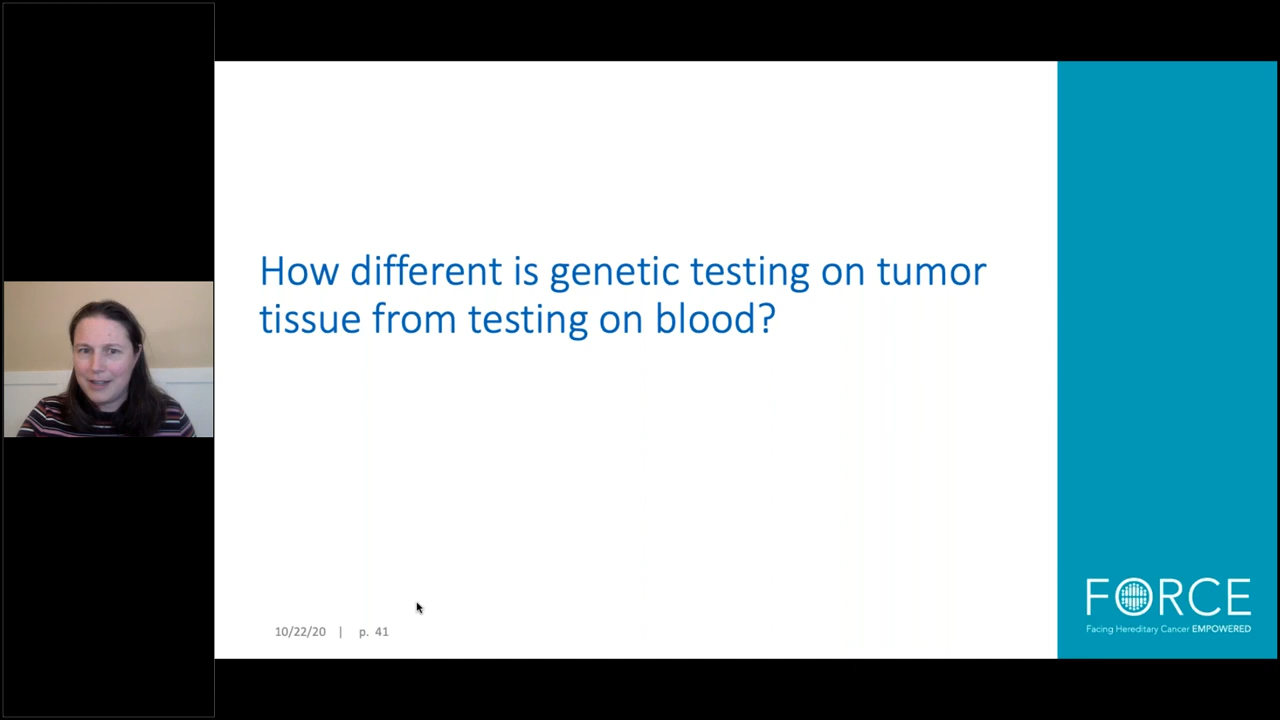 How different is genetic testing on tumor
tissue from testing on blood?
10/22/20 | p. 41
FORCE
Facing Hereditary Cancer EMPOWERED